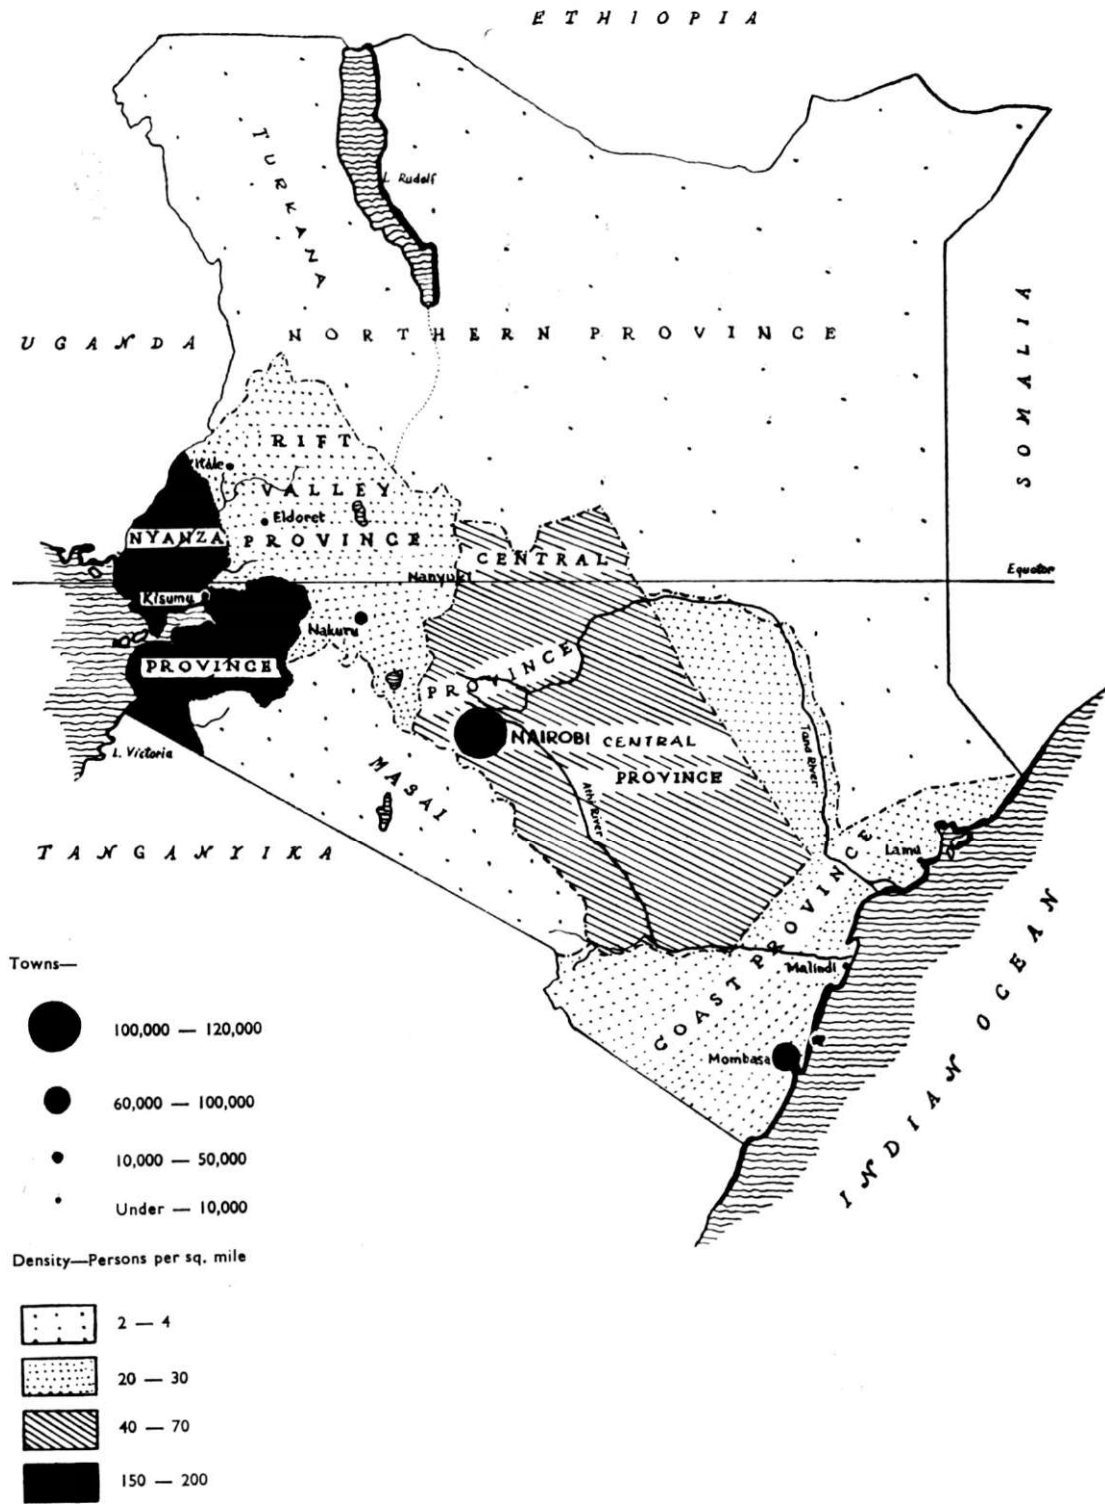 ETHIOPIA
TURKANA
L Rudolf
UGANDA
NORTHERN PROVINCE
SOMALIA
RIFT
Itale
VALLEY
Eldoret
NYANZA
PROVINCE
CENTRAL
Equator
Nanyuki
Kisumu
Nakuru
PROVINCE
PROVINCE
NAIROBI
CENTRAL
PROVINCE
Tana River
L. Victoria
MASAI
Athi River
TANGANYIKA
Lamu
COAST PROVINCE
Malindi
Mombasa
INDIAN OCEAN
Towns—
100,000 — 120,000
60,000 — 100,000
10,000 — 50,000
Under — 10,000
Density—Persons per sq. mile
2 — 4
20 — 30
40 — 70
150 — 200